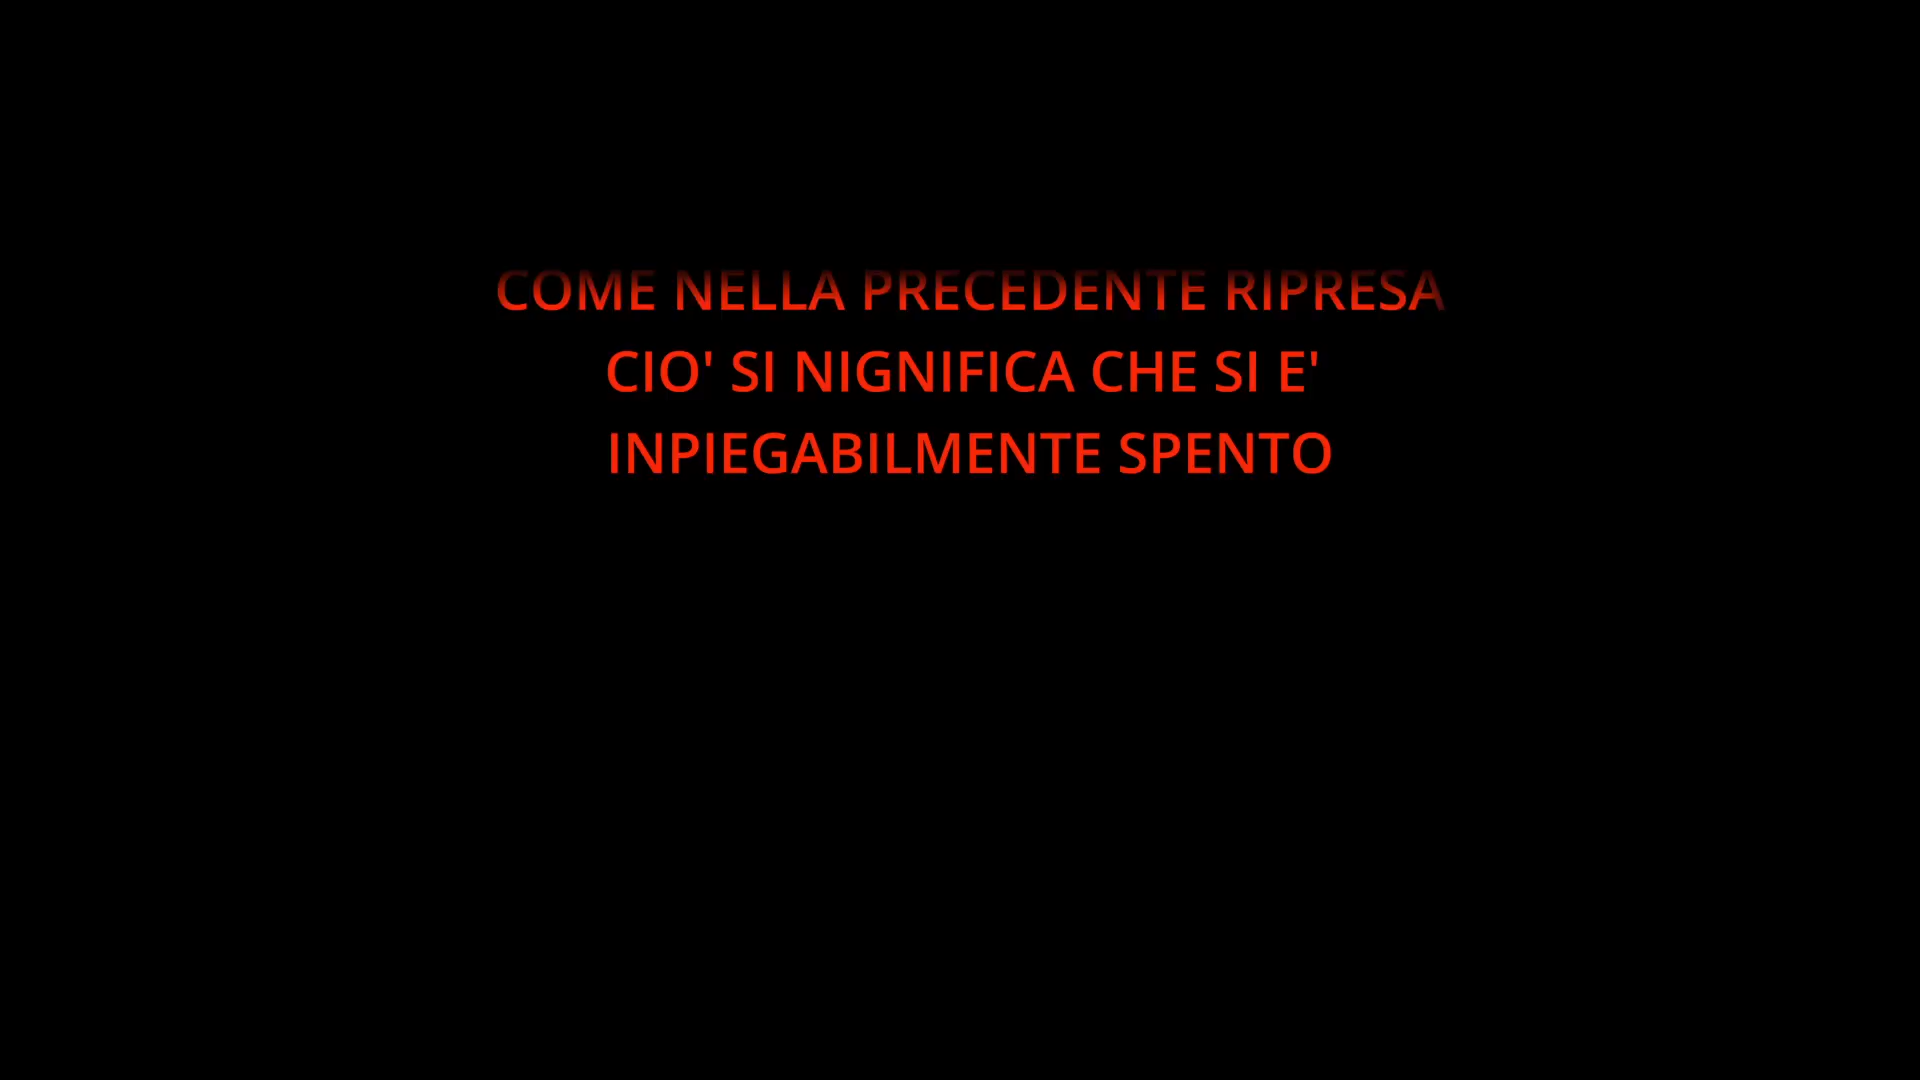 COME NELLA PRECEDENTE RIPRESA
CIO' SI NIGNIFICA CHE SI E'
INPIEGABILMENTE SPENTO